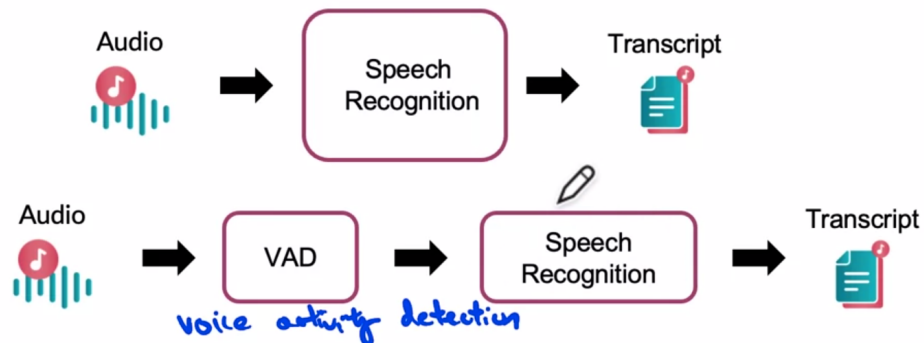 Audio
Speech
Recognition
Transcript
Audio
VAD
Speech
Recognition
Transcript
voice activity detection